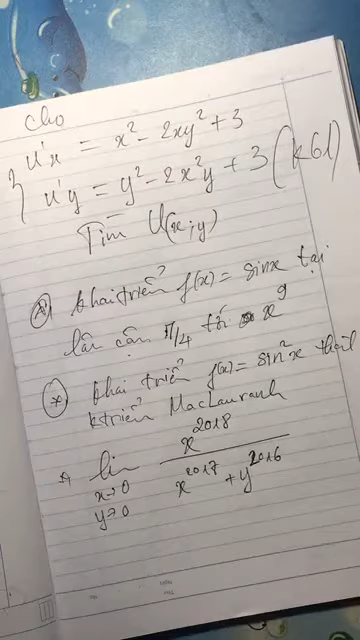 Cho
{ u'x = x² - 2xy² + 3
u'y = y² - 2x²y + 3 (K61)
Tìm U(x;y)
khai triển f(x) = sinx tại
lân cận π/4 tới x⁹
(*) khai triển f(x) = sin²x theo
ktriển MacLauranh
lim x²⁰¹⁸ / x²⁰¹⁷ + y²⁰¹⁶
x→0
y→0